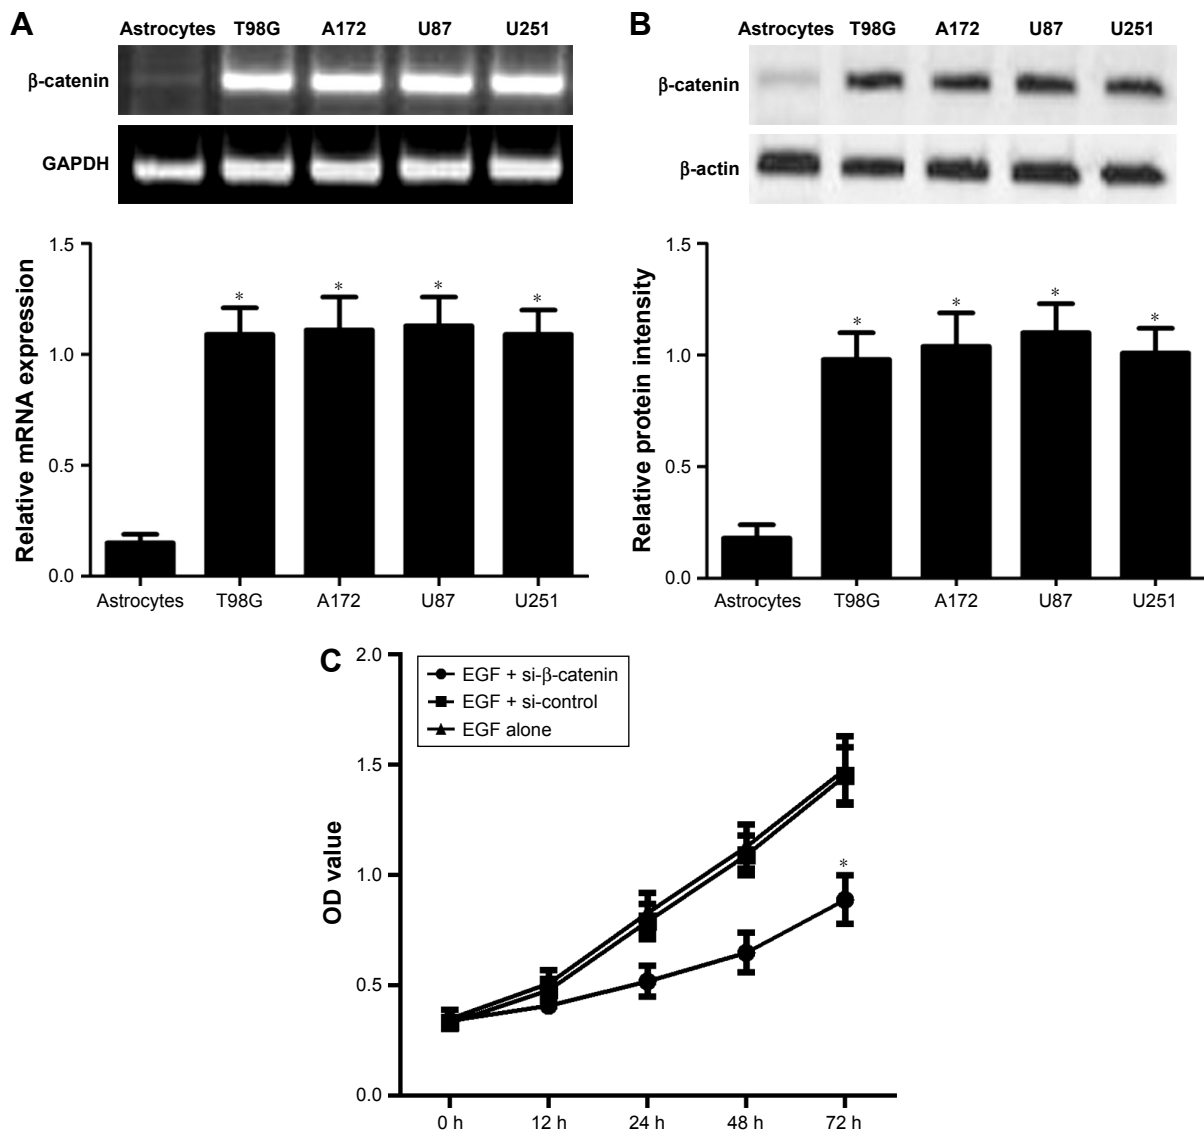 A
Astrocytes T98G A172 U87 U251
β-catenin
GAPDH
Relative mRNA expression
1.5
1.0
0.5
0.0
* * * *
Astrocytes T98G A172 U87 U251
B
Astrocytes T98G A172 U87 U251
β-catenin
β-actin
Relative protein intensity
1.5
1.0
0.5
0.0
* * * *
Astrocytes T98G A172 U87 U251
C
EGF + si-β-catenin
EGF + si-control
EGF alone
OD value
2.0
1.5
1.0
0.5
0.0
*
0 h 12 h 24 h 48 h 72 h